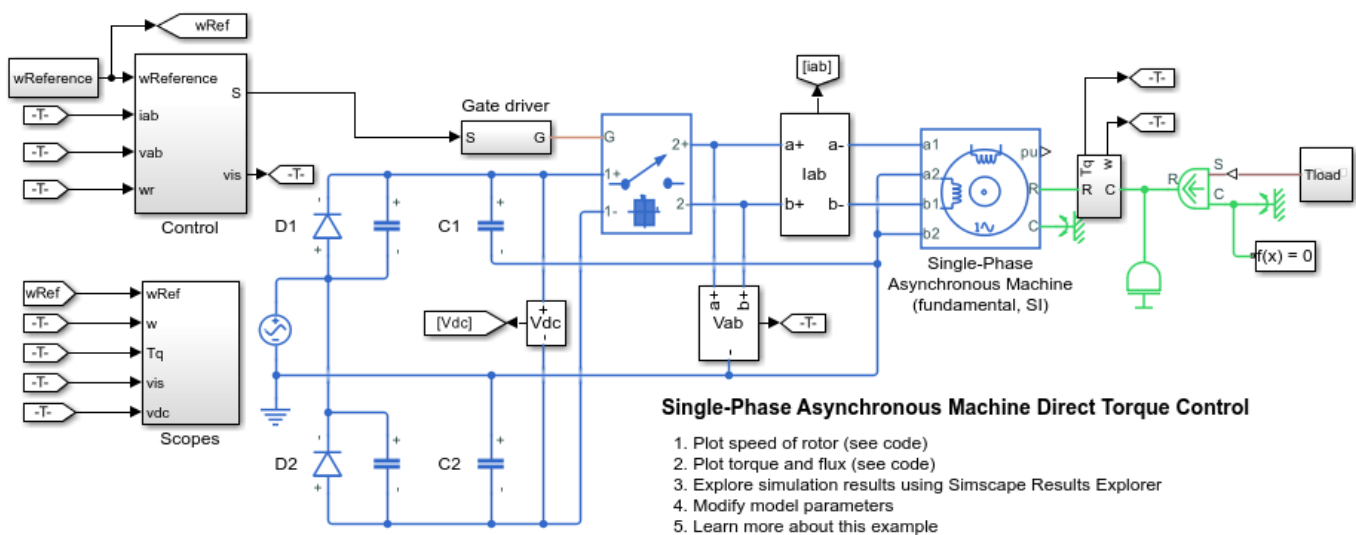 wRef
wReference
wReference
S
-T-
iab
-T-
vab
-T-
wr
vis
-T-
Control
Gate driver
S
G
G
1+
1-
2+
2-
[iab]
a+
a-
Iab
b+
b-
a1
a2
b1
b2
pu
R
C
1
Single-Phase
Asynchronous Machine
(fundamental, SI)
-T-
-T-
Tq
w
R
C
R
S
C
Tload
f(x) = 0
D1
-
+
+
-
C1
+
-
[Vdc]
+
Vdc
-
a+
b+
Vab
-
-T-
wRef
wRef
-T-
w
-T-
Tq
-T-
vis
-T-
vdc
Scopes
D2
-
+
+
-
C2
+
-
Single-Phase Asynchronous Machine Direct Torque Control
1. Plot speed of rotor (see code)
2. Plot torque and flux (see code)
3. Explore simulation results using Simscape Results Explorer
4. Modify model parameters
5. Learn more about this example